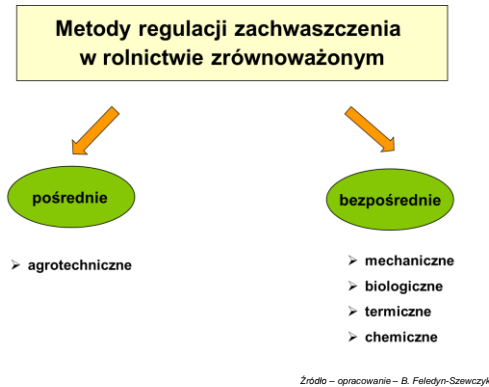 Metody regulacji zachwaszczenia
w rolnictwie zrównoważonym
pośrednie
bezpośrednie
➢ agrotechniczne
➢ mechaniczne
➢ biologiczne
➢ termiczne
➢ chemiczne
Źródło – opracowanie – B. Feledyn-Szewczyk